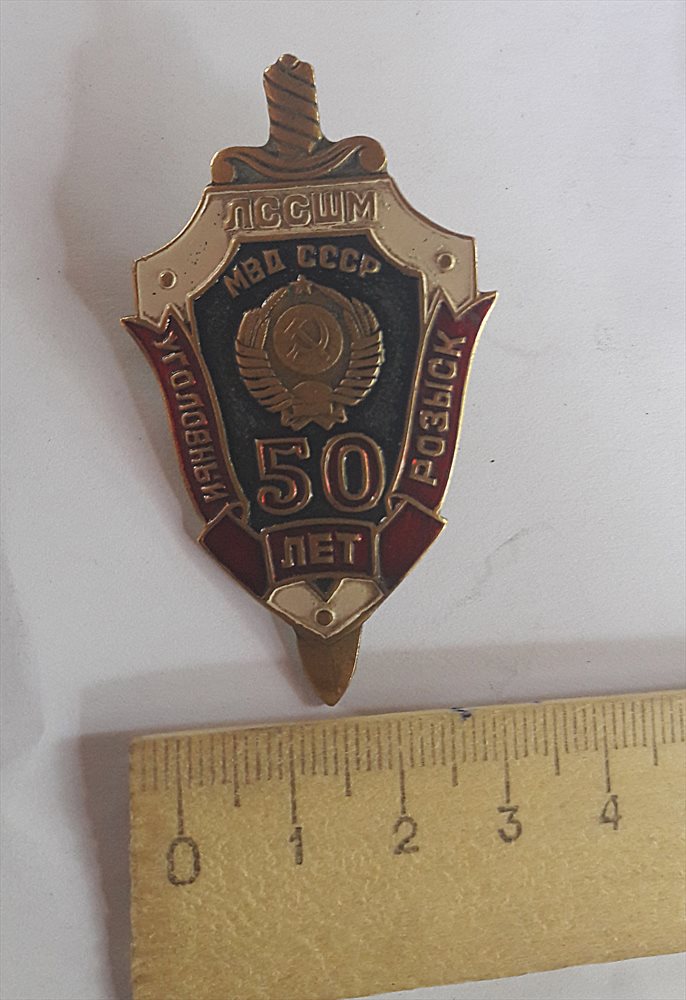 ЛССШМ
МВД СССР
УГОЛОВНЫЙ
РОЗЫСК
50
ЛЕТ
0 1 2 3 4